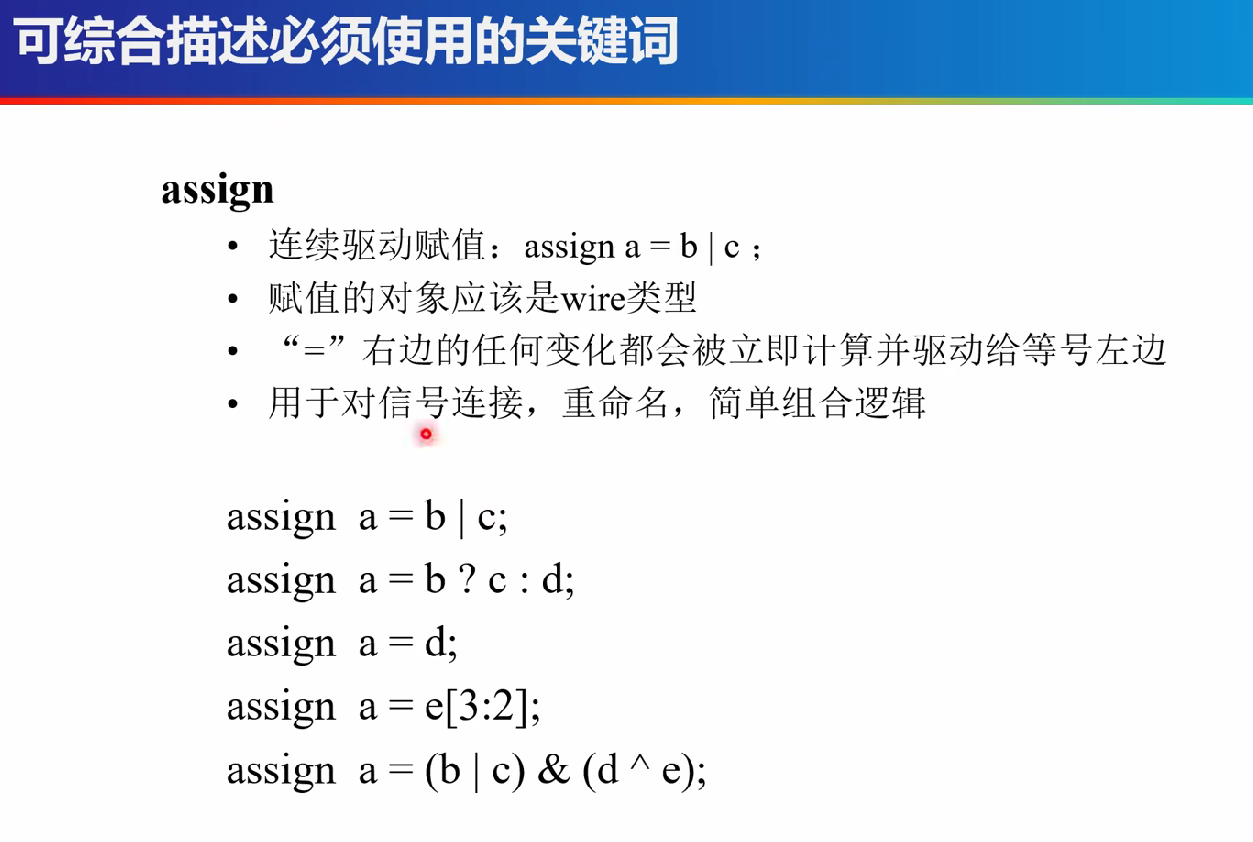 可综合描述必须使用的关键词
assign
• 连续驱动赋值：assign a = b | c ;
• 赋值的对象应该是wire类型
• “=”右边的任何变化都会被立即计算并驱动给等号左边
• 用于对信号连接，重命名，简单组合逻辑
assign a = b | c;
assign a = b ? c : d;
assign a = d;
assign a = e[3:2];
assign a = (b | c) & (d ^ e);